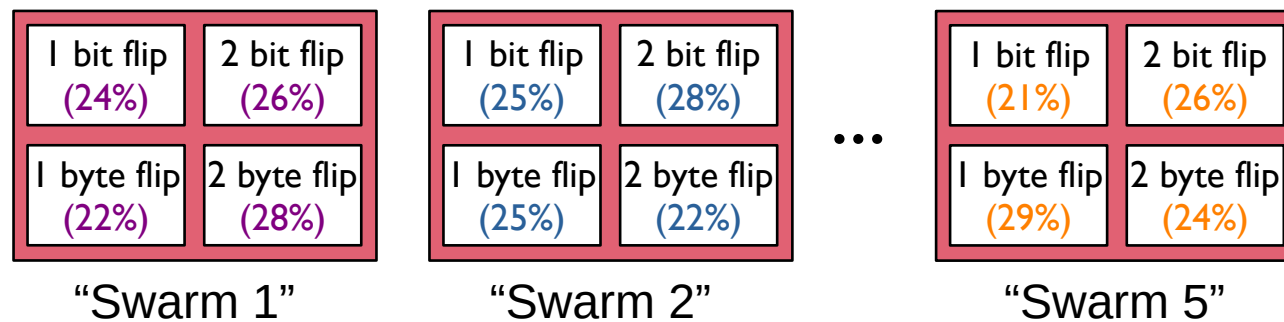 1 bit flip
(24%)
2 bit flip
(26%)
1 byte flip
(22%)
2 byte flip
(28%)
“Swarm 1”
1 bit flip
(25%)
2 bit flip
(28%)
1 byte flip
(25%)
2 byte flip
(22%)
“Swarm 2”
...
1 bit flip
(21%)
2 bit flip
(26%)
1 byte flip
(29%)
2 byte flip
(24%)
“Swarm 5”